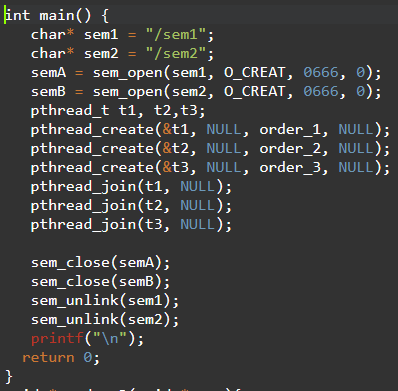 int main() {
char* sem1 = "/sem1";
char* sem2 = "/sem2";
semA = sem_open(sem1, O_CREAT, 0666, 0);
semB = sem_open(sem2, O_CREAT, 0666, 0);
pthread_t t1, t2,t3;
pthread_create(&t1, NULL, order_1, NULL);
pthread_create(&t2, NULL, order_2, NULL);
pthread_create(&t3, NULL, order_3, NULL);
pthread_join(t1, NULL);
pthread_join(t2, NULL);
pthread_join(t3, NULL);
sem_close(semA);
sem_close(semB);
sem_unlink(sem1);
sem_unlink(sem2);
printf("\n");
return 0;
}